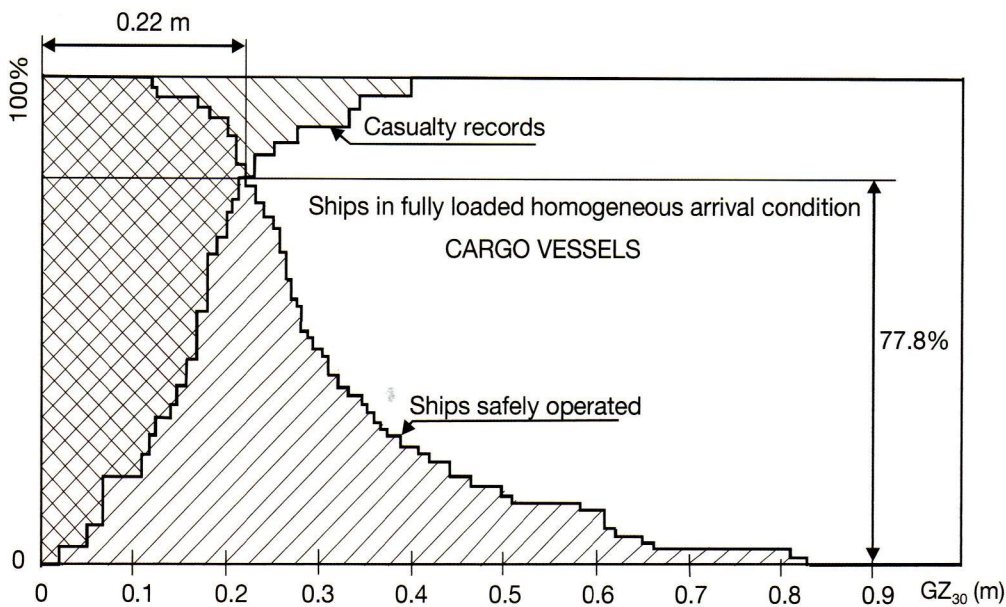 0.22 m
100%
Casualty records
Ships in fully loaded homogeneous arrival condition
CARGO VESSELS
77.8%
Ships safely operated
0
0 0.1 0.2 0.3 0.4 0.5 0.6 0.7 0.8 0.9 GZ₃₀ (m)